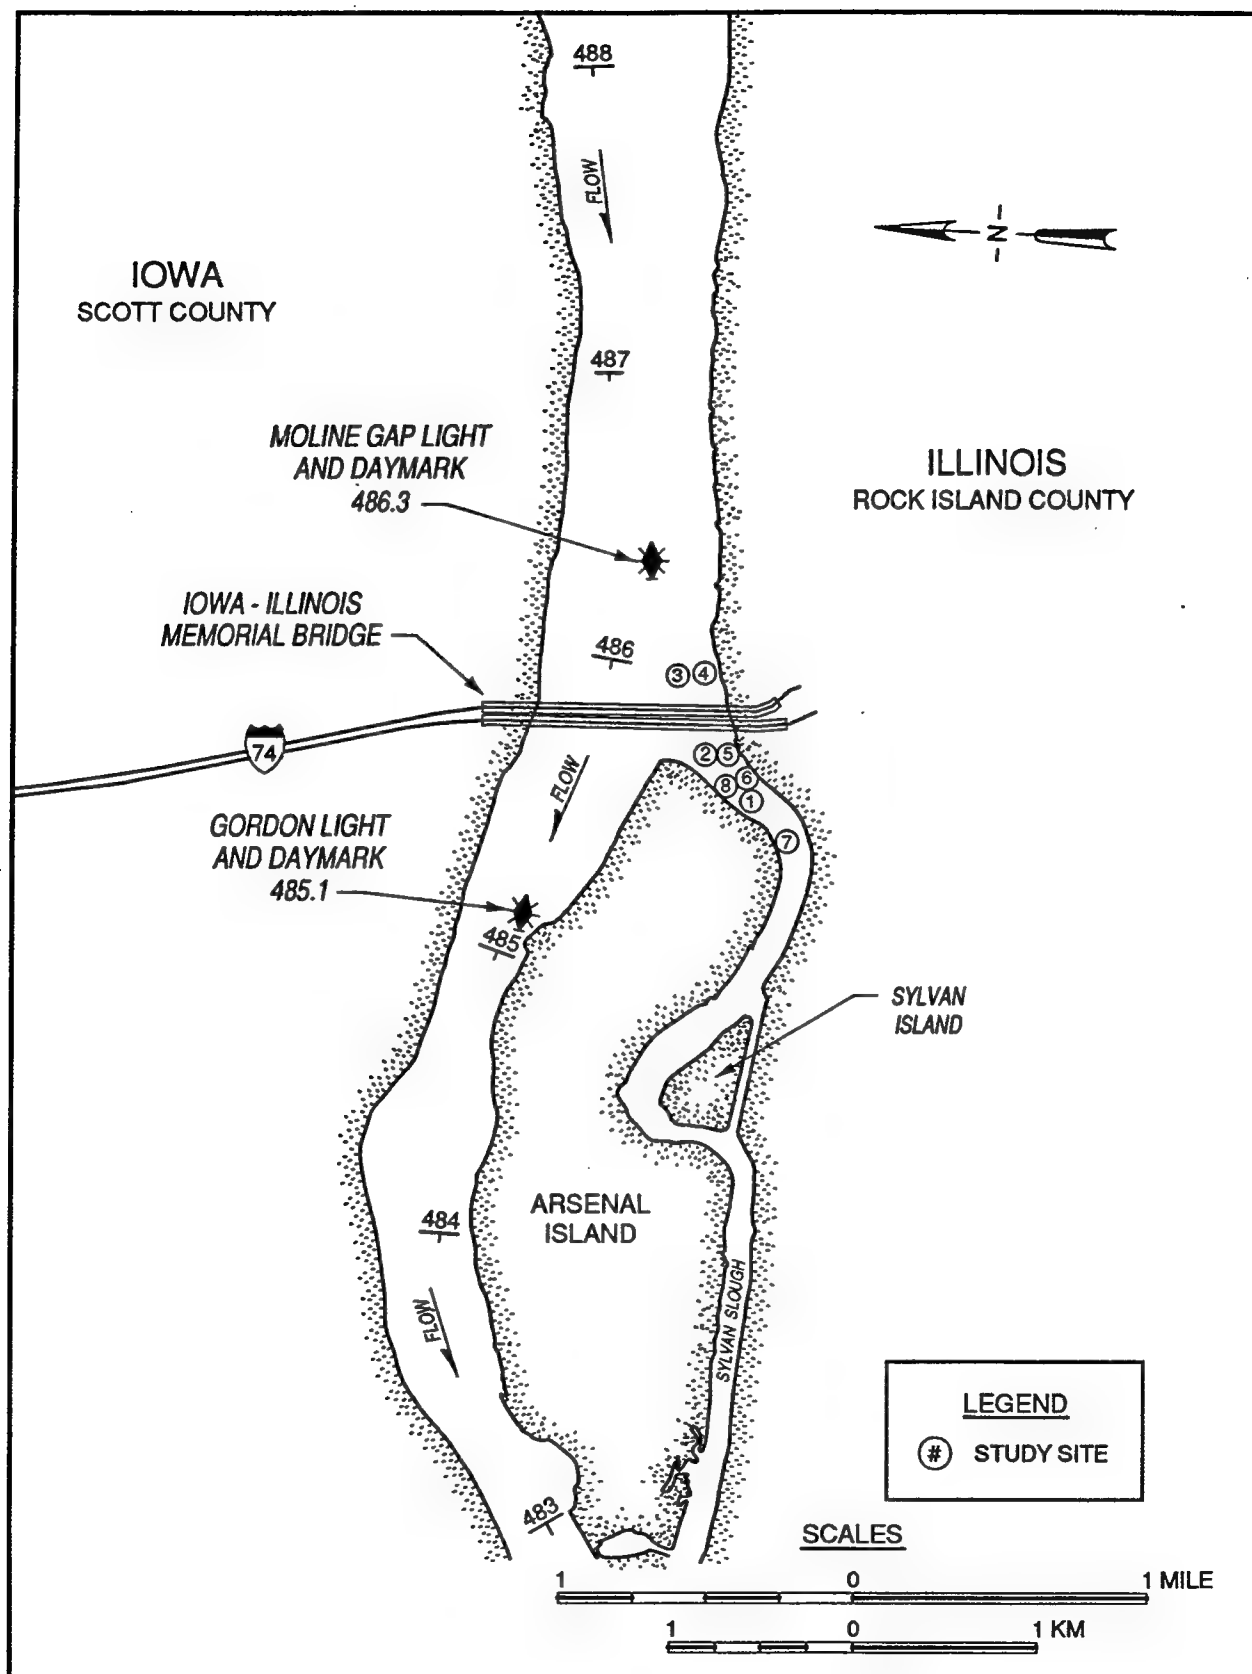 488
FLOW
N
IOWA
SCOTT COUNTY
487
MOLINE GAP LIGHT
AND DAYMARK
486.3
ILLINOIS
ROCK ISLAND COUNTY
IOWA - ILLINOIS
MEMORIAL BRIDGE
486
3 4
74
2 5
6
8
1
7
FLOW
GORDON LIGHT
AND DAYMARK
485.1
485
SYLVAN
ISLAND
ARSENAL
ISLAND
484
FLOW
SYLVAN SLOUGH
483
LEGEND
# STUDY SITE
SCALES
1 0 1 MILE
1 0 1 KM